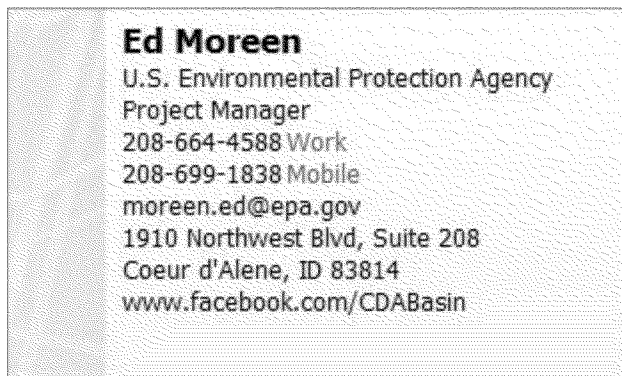 Ed Moreen
U.S. Environmental Protection Agency
Project Manager
208-664-4588 Work
208-699-1838 Mobile
moreen.ed@epa.gov
1910 Northwest Blvd, Suite 208
Coeur d'Alene, ID 83814
www.facebook.com/CDABasin